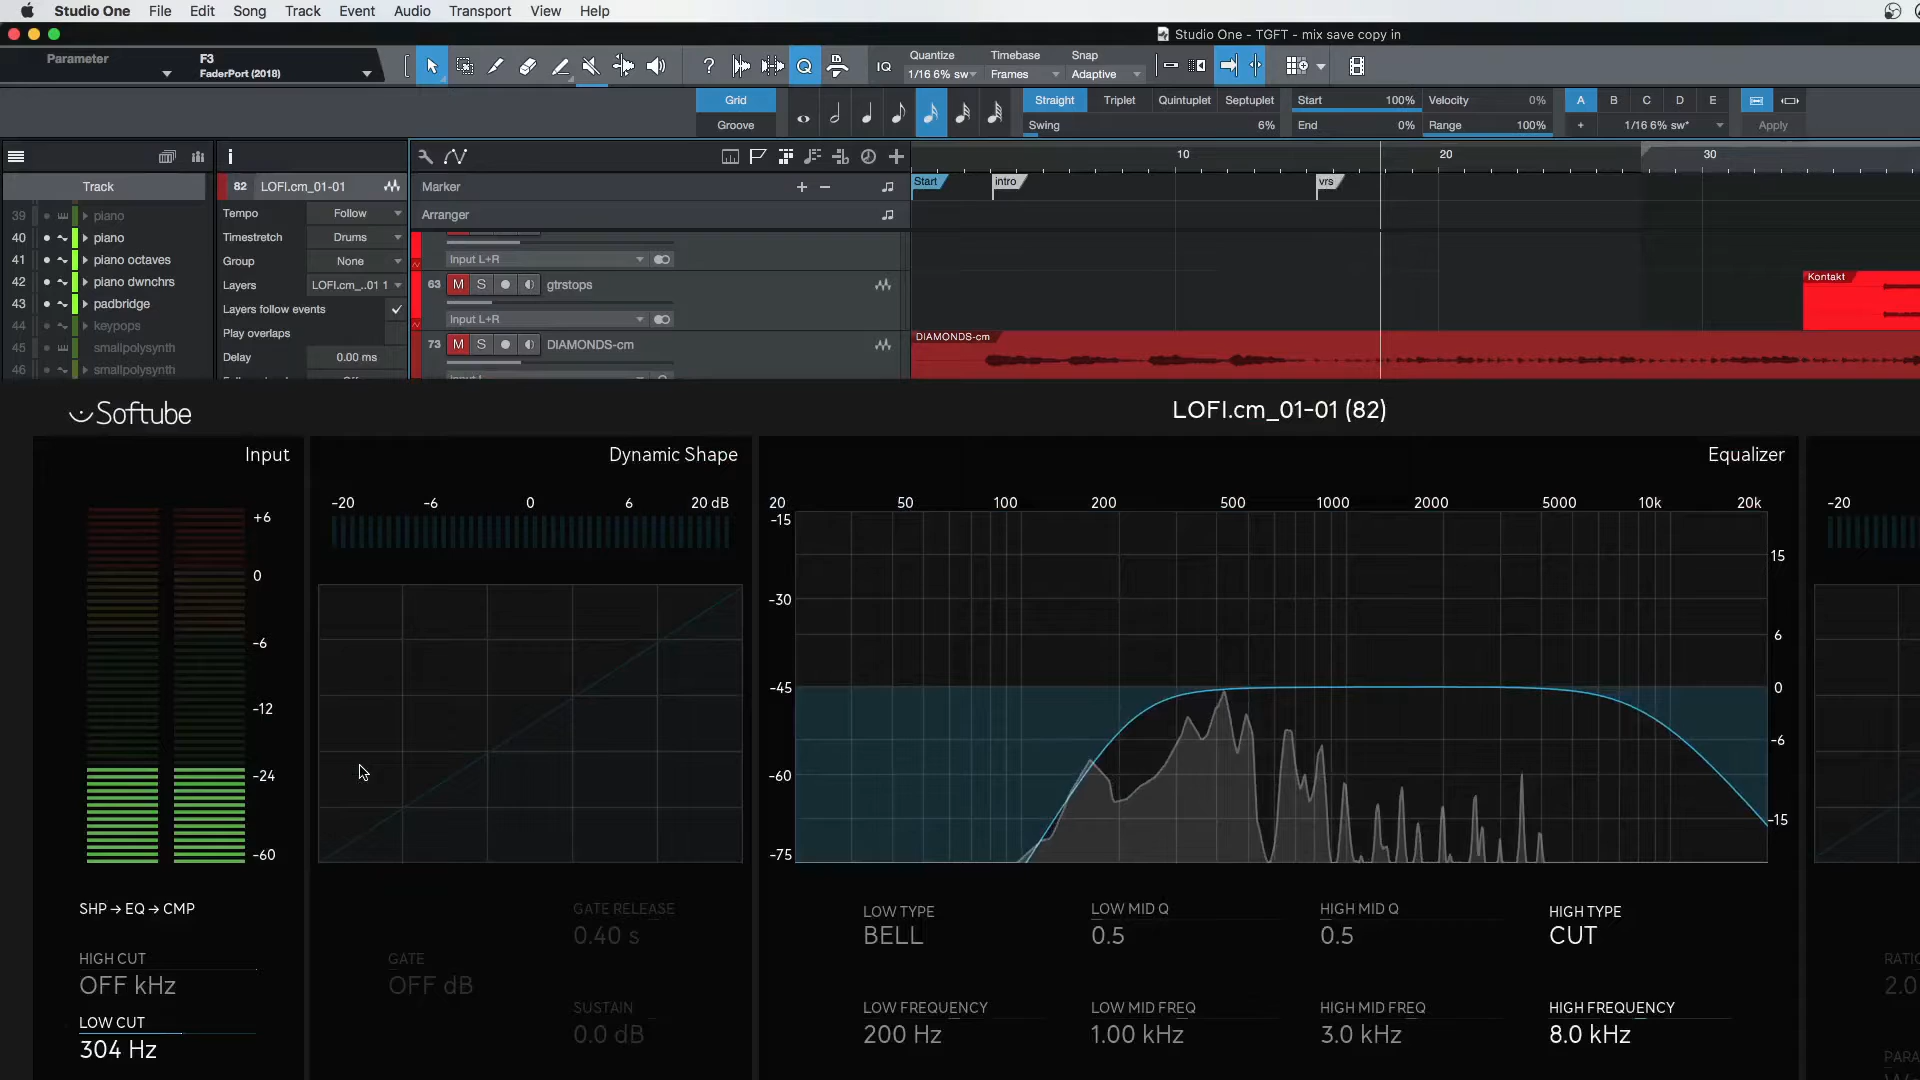 Studio One File Edit Song Track Event Audio Transport View Help
Studio One - TGFT - mix save copy in
Parameter F3
FaderPort (2018)
IQ Quantize Timebase Snap
1/16 6% sw Frames Adaptive
Grid Straight Triplet Quintuplet Septuplet Start 100% Velocity 0% A B C D E
Groove Swing 6% End 0% Range 100% + 1/16 6% sw* Apply
10 20 30
Track 82 LOFI.cm_01-01 Marker Start intro vrs
39 piano Tempo Follow Arranger
40 piano Timestretch Drums
41 piano octaves Group None Input L+R
42 piano dwnchrs Layers LOFI.cm_..01 1 63 M S gtrstops Kontakt
43 padbridge Layers follow events
44 keypops Play overlaps Input L+R
45 smallpolysynth 73 M S DIAMONDS-cm DIAMONDS-cm
46 smallpolysynth Delay 0.00 ms
Softube LOFI.cm_01-01 (82)
Input Dynamic Shape Equalizer
-20 -6 0 6 20 dB 20 50 100 200 500 1000 2000 5000 10k 20k -20
+6
0
-6
-12
-24
-60
-15
-30
-45
-60
-75
15
6
0
-6
-15
SHP → EQ → CMP
HIGH CUT
OFF kHz
LOW CUT
304 Hz
GATE RELEASE
0.40 s
GATE
OFF dB
SUSTAIN
0.0 dB
LOW TYPE LOW MID Q HIGH MID Q HIGH TYPE
BELL 0.5 0.5 CUT
LOW FREQUENCY LOW MID FREQ HIGH MID FREQ HIGH FREQUENCY
200 Hz 1.00 kHz 3.0 kHz 8.0 kHz
RATIO
2.0
PARA